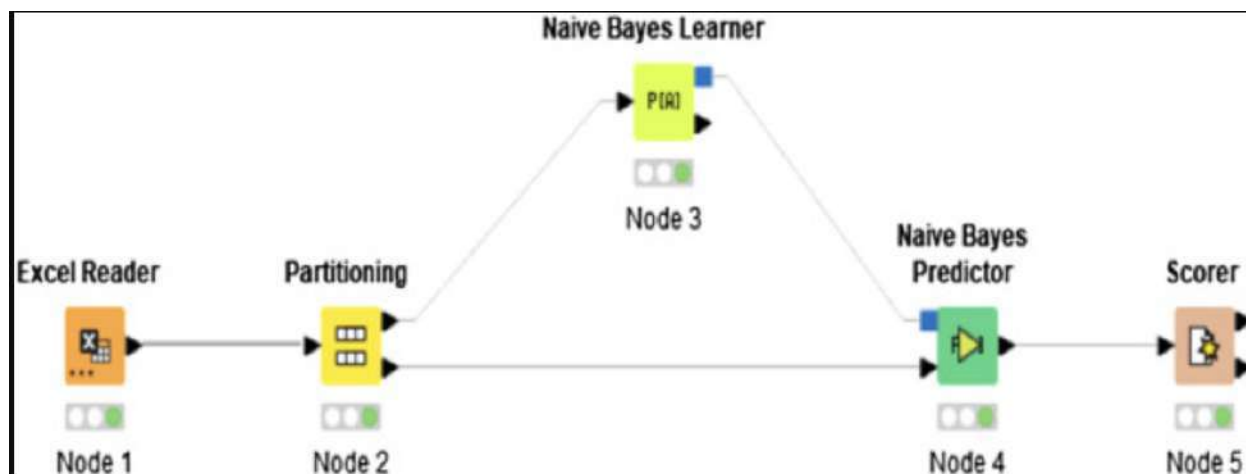 Naive Bayes Learner
P[A]
Node 3
Naive Bayes
Predictor
Excel Reader
Partitioning
Scorer
X
Node 1
Node 2
Node 4
Node 5